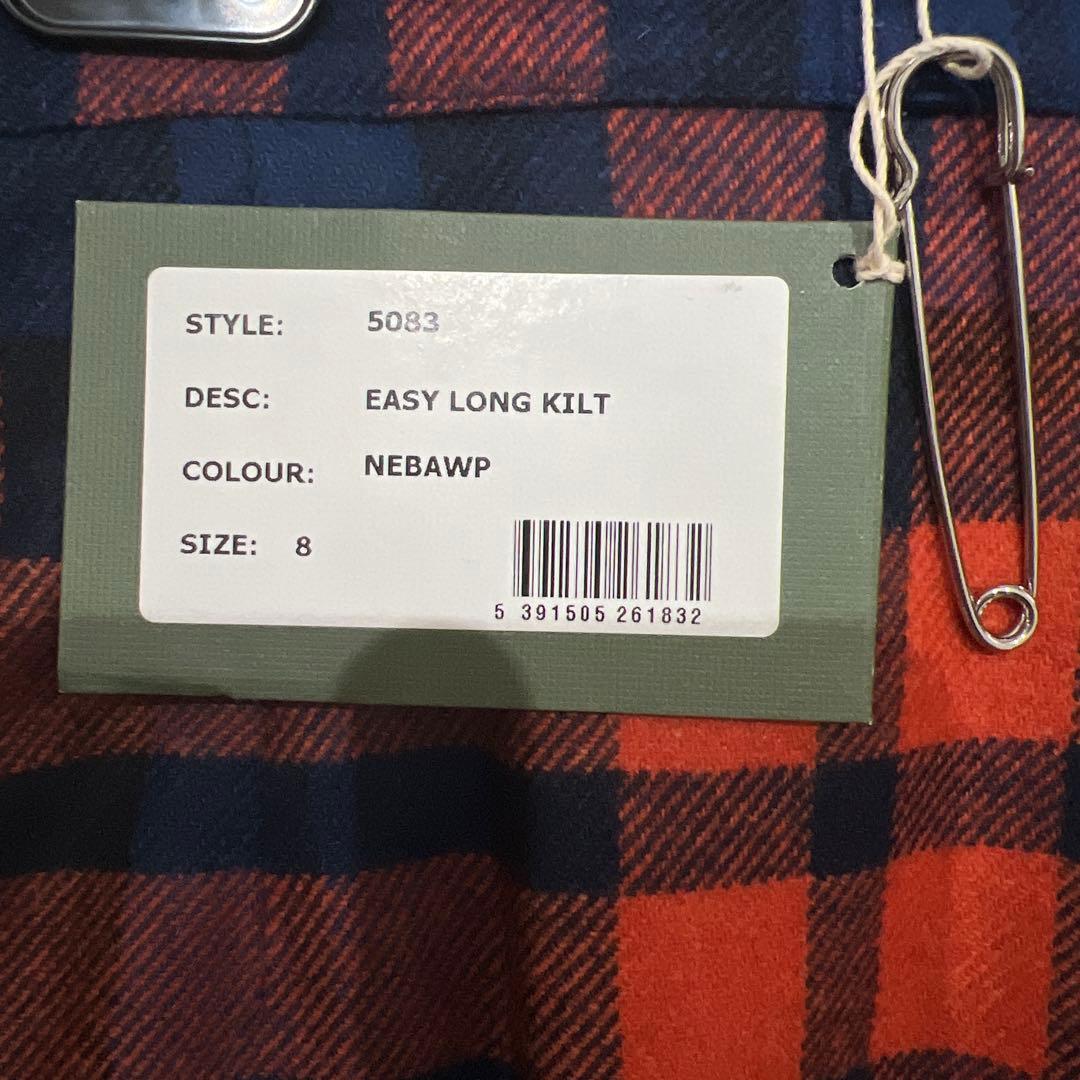 STYLE: 5083
DESC: EASY LONG KILT
COLOUR: NEBAWP
SIZE: 8
5 391505 261832